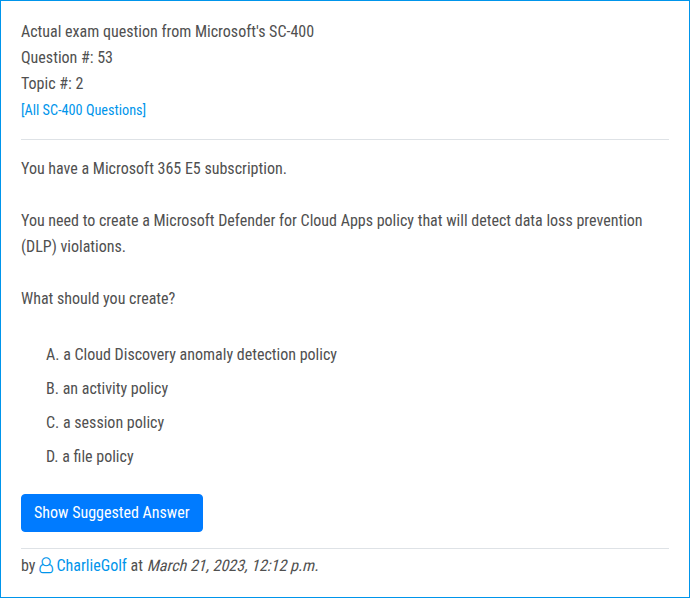 Actual exam question from Microsoft's SC-400
Question #: 53
Topic #: 2
[All SC-400 Questions]
You have a Microsoft 365 E5 subscription.
You need to create a Microsoft Defender for Cloud Apps policy that will detect data loss prevention
(DLP) violations.
What should you create?
A. a Cloud Discovery anomaly detection policy
B. an activity policy
C. a session policy
D. a file policy
Show Suggested Answer
by CharlieGolf at March 21, 2023, 12:12 p.m.